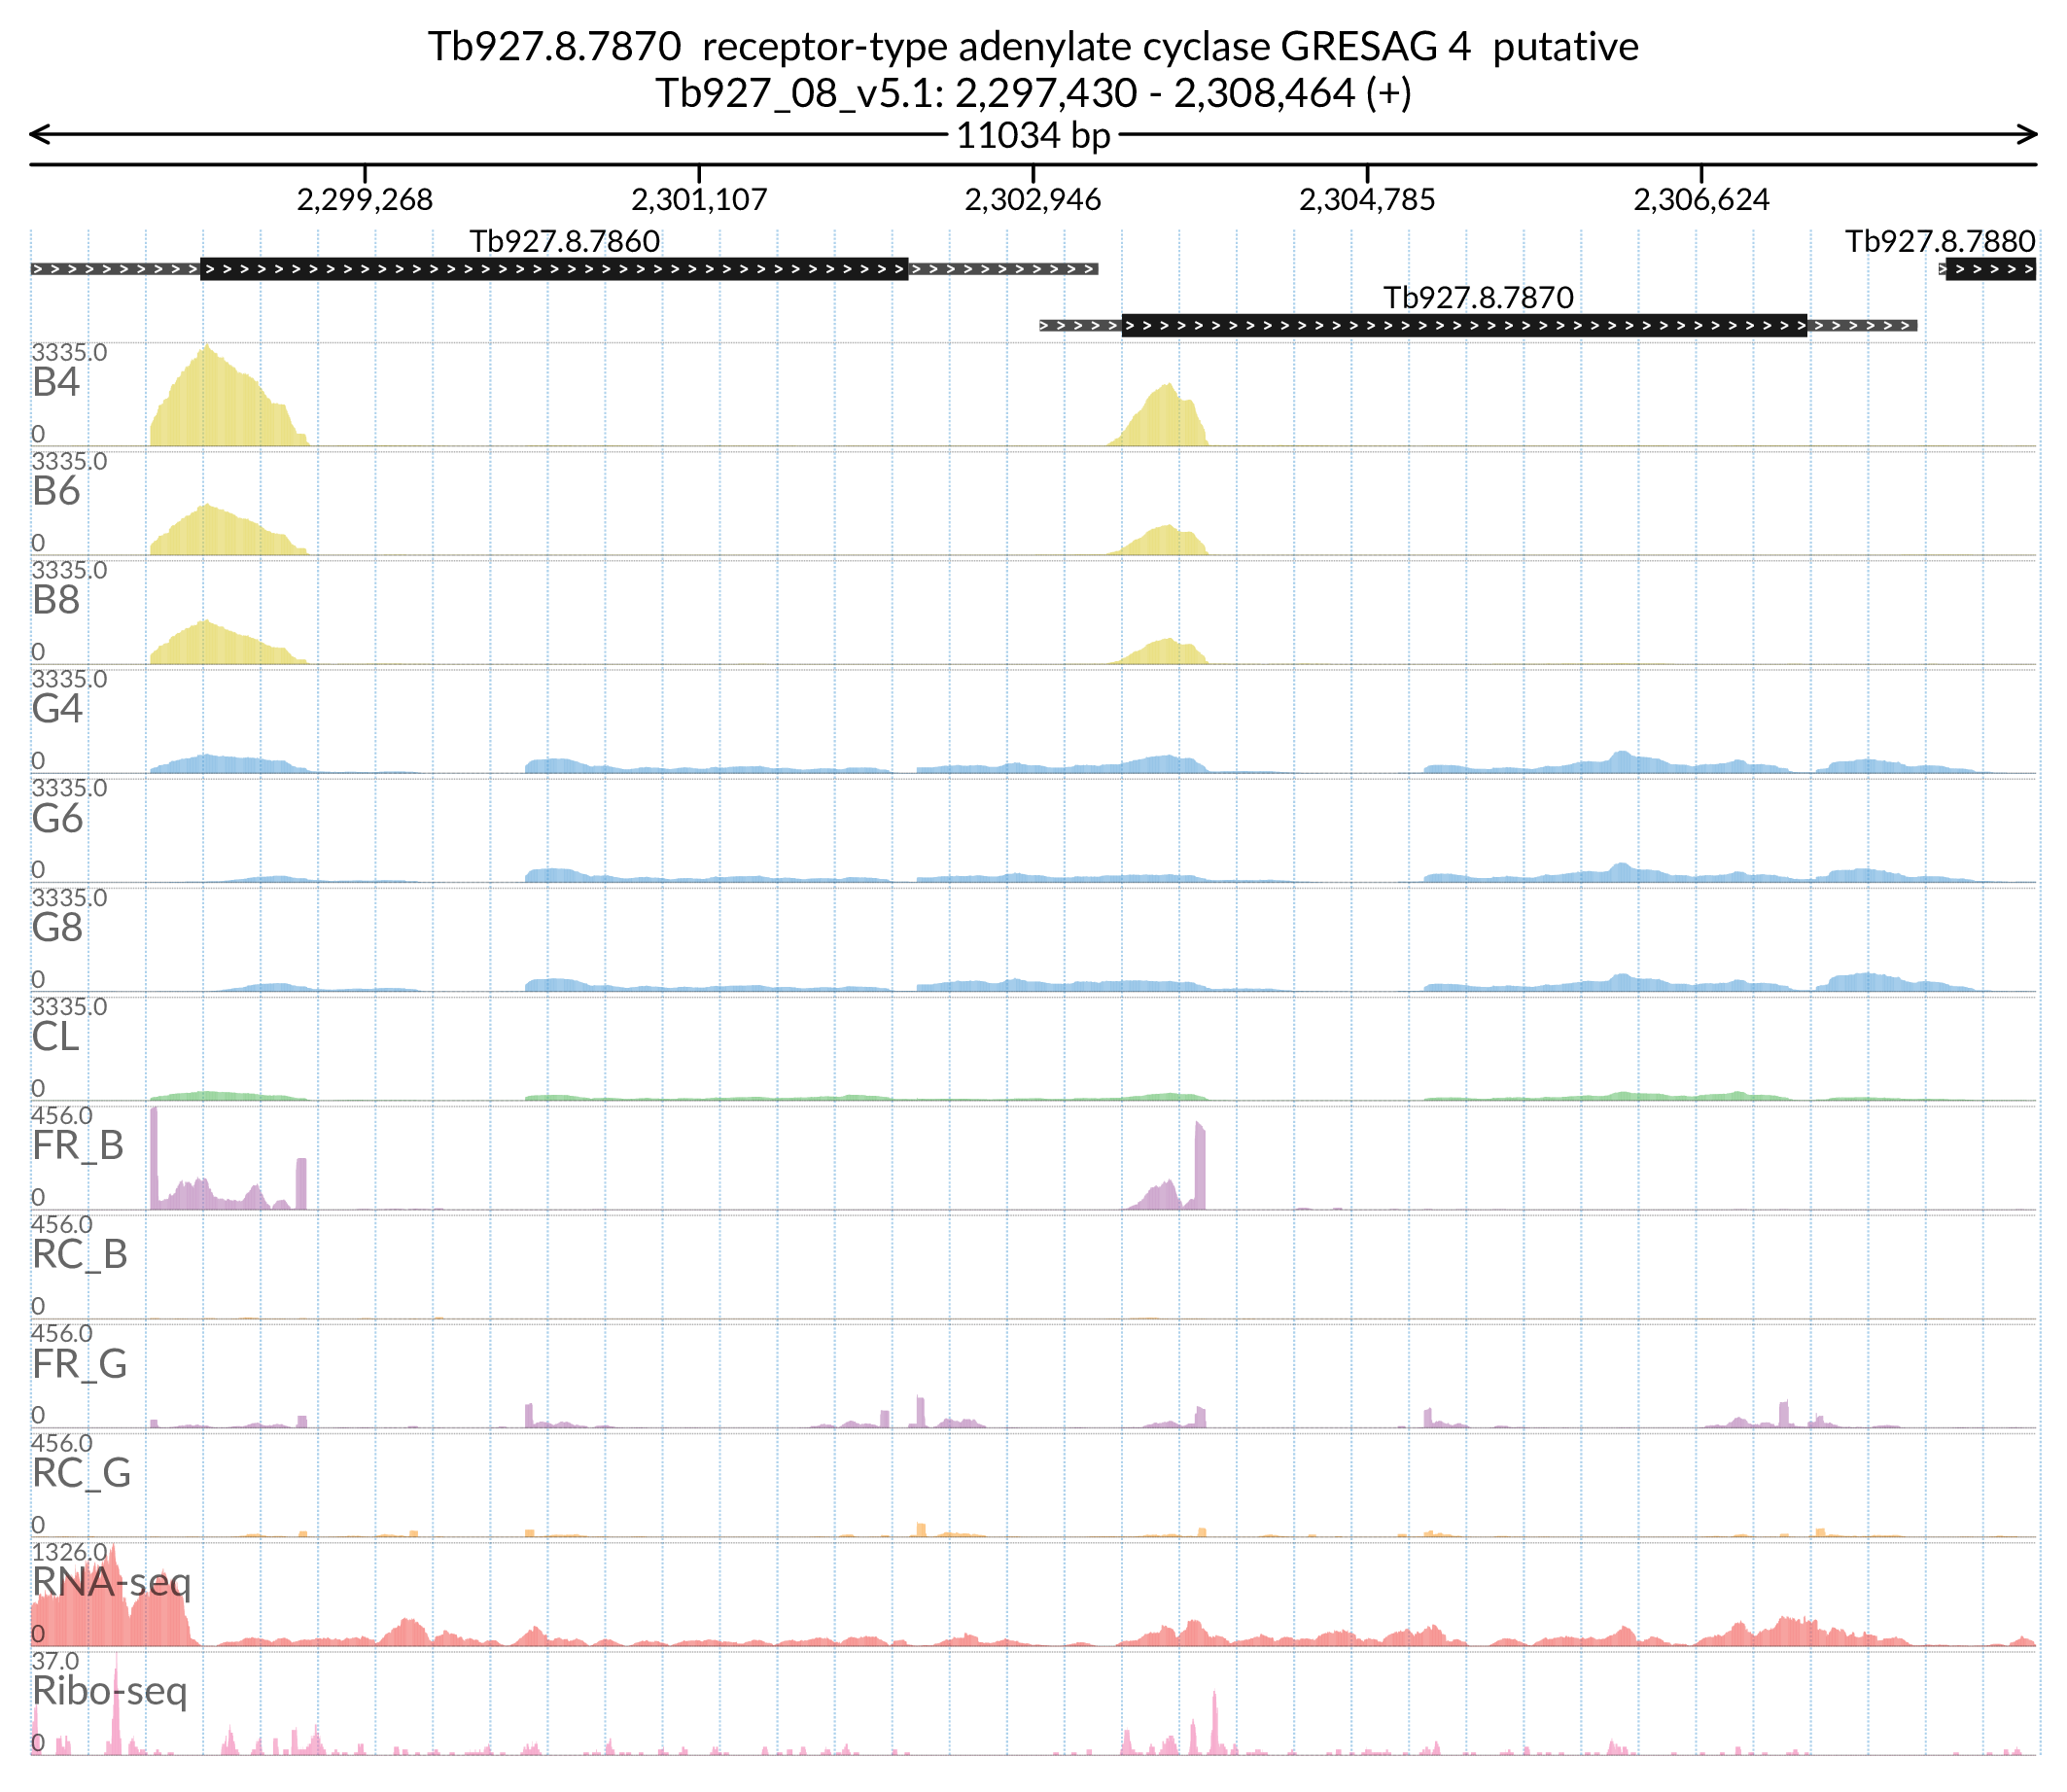 Tb927.8.7870  receptor-type adenylate cyclase GRESAG 4  putative
Tb927_08_v5.1: 2,297,430 - 2,308,464 (+)
11034 bp
2,299,268 2,301,107 2,302,946 2,304,785 2,306,624
Tb927.8.7860 Tb927.8.7880
Tb927.8.7870
3335.0
B4
0
3335.0
B6
0
3335.0
B8
0
3335.0
G4
0
3335.0
G6
0
3335.0
G8
0
3335.0
CL
0
456.0
FR_B
0
456.0
RC_B
0
456.0
FR_G
0
456.0
RC_G
0
1326.0
RNA-seq
0
37.0
Ribo-seq
0